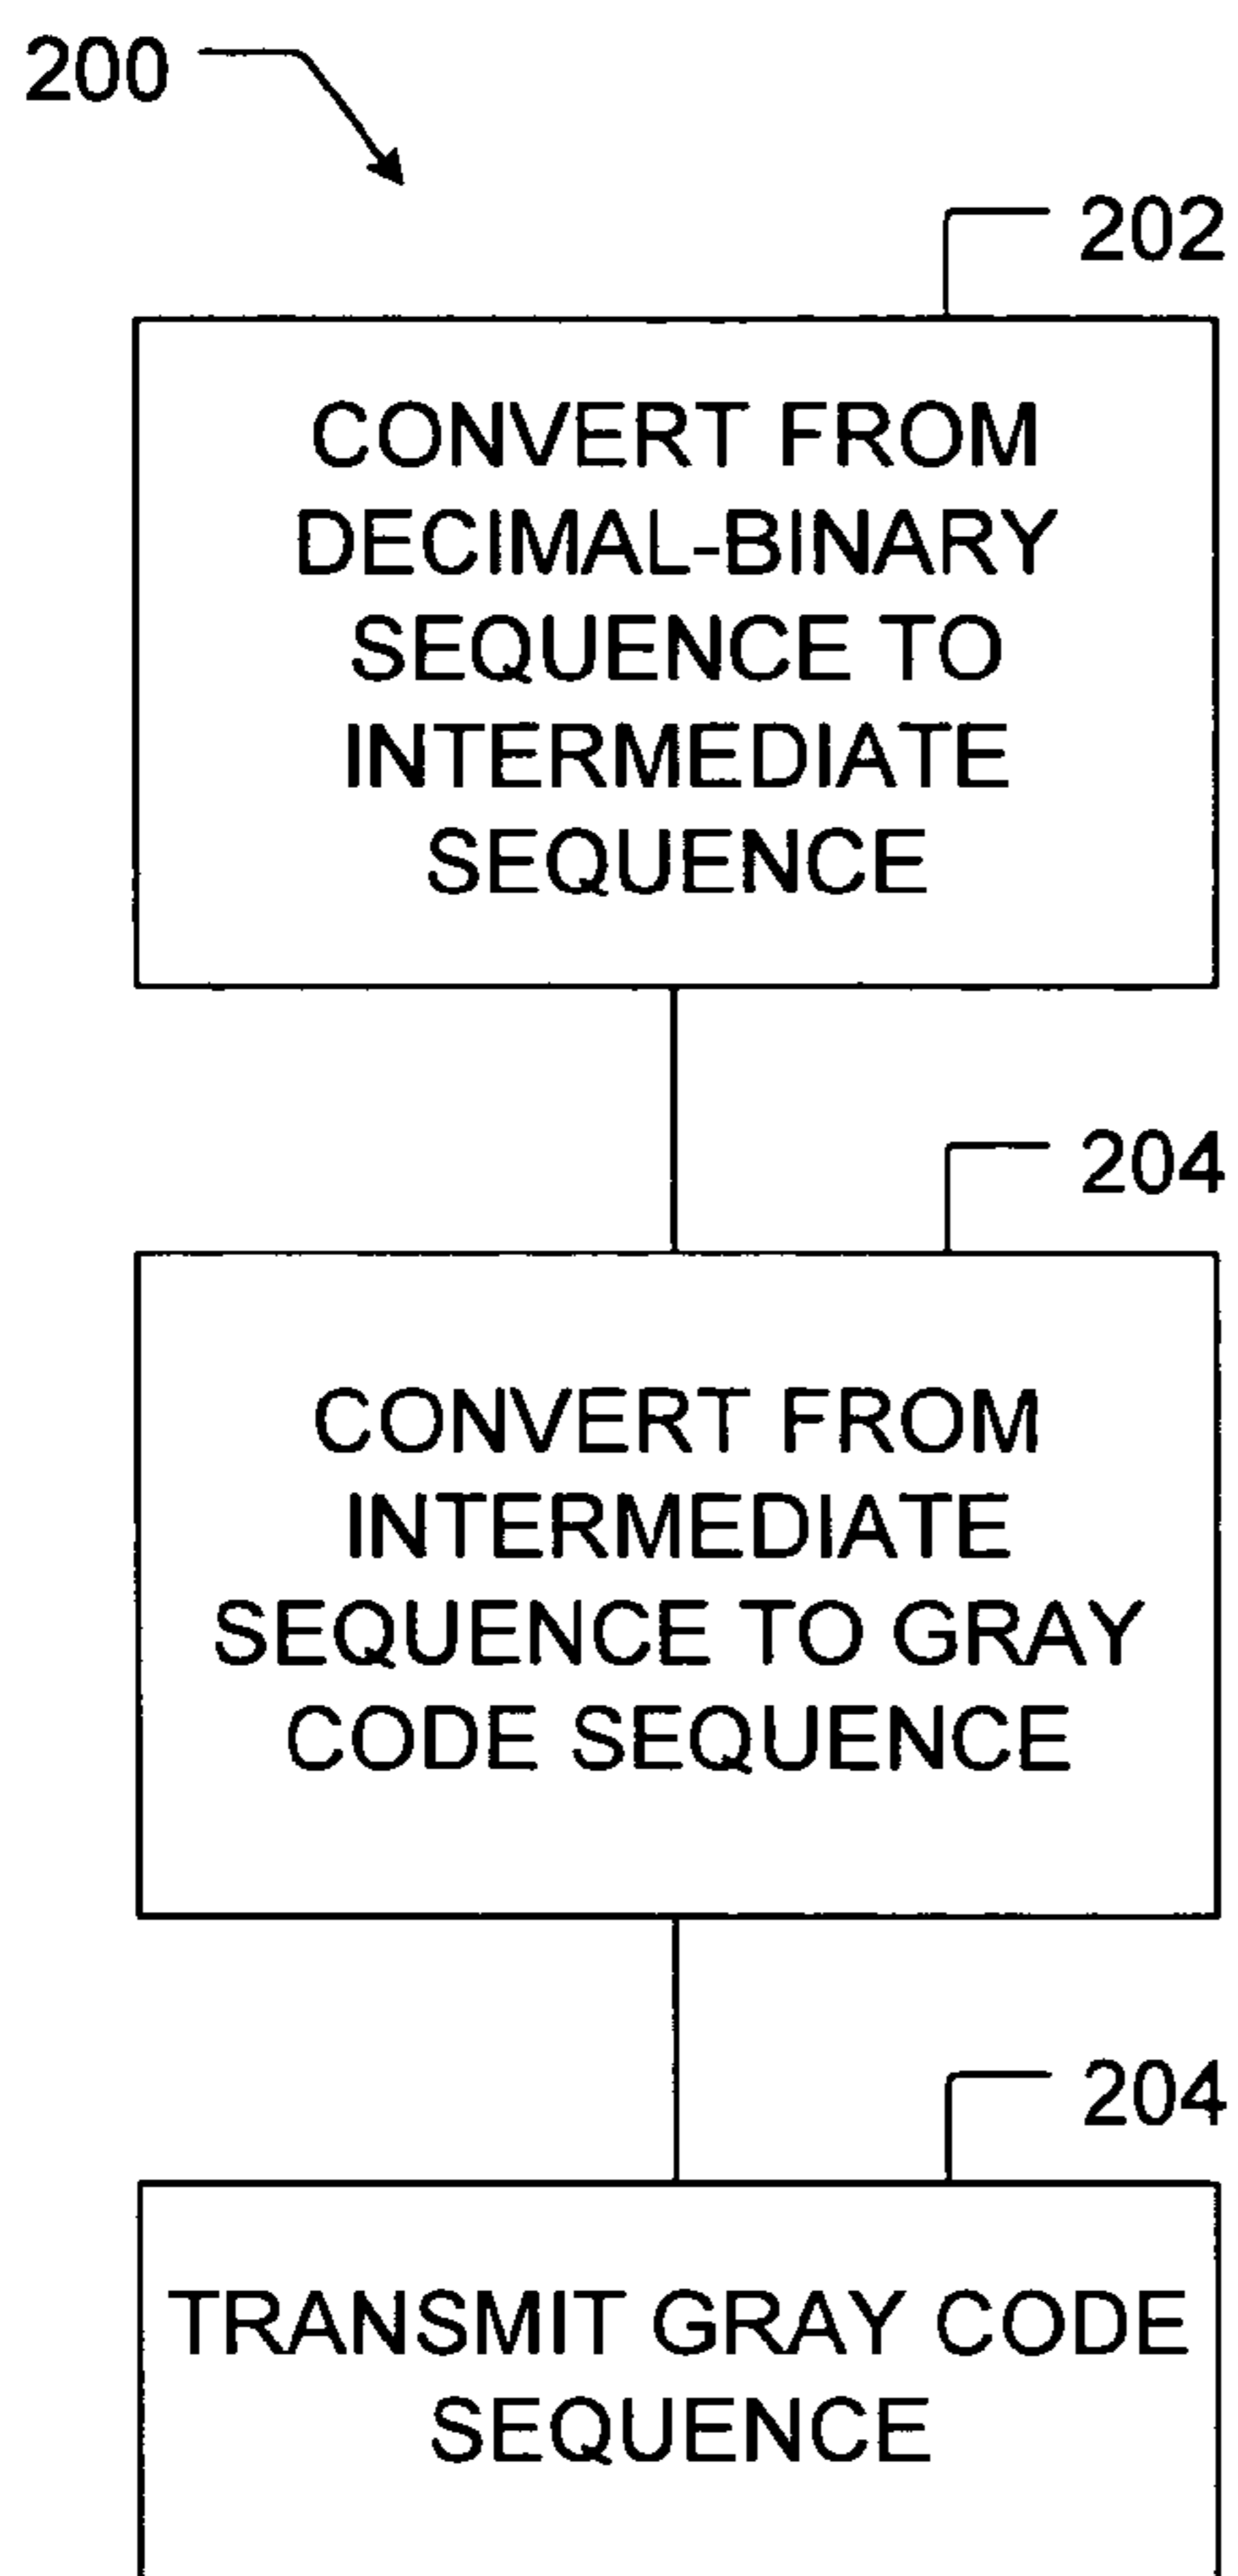 200
202
CONVERT FROM
DECIMAL-BINARY
SEQUENCE TO
INTERMEDIATE
SEQUENCE
204
CONVERT FROM
INTERMEDIATE
SEQUENCE TO GRAY
CODE SEQUENCE
204
TRANSMIT GRAY CODE
SEQUENCE